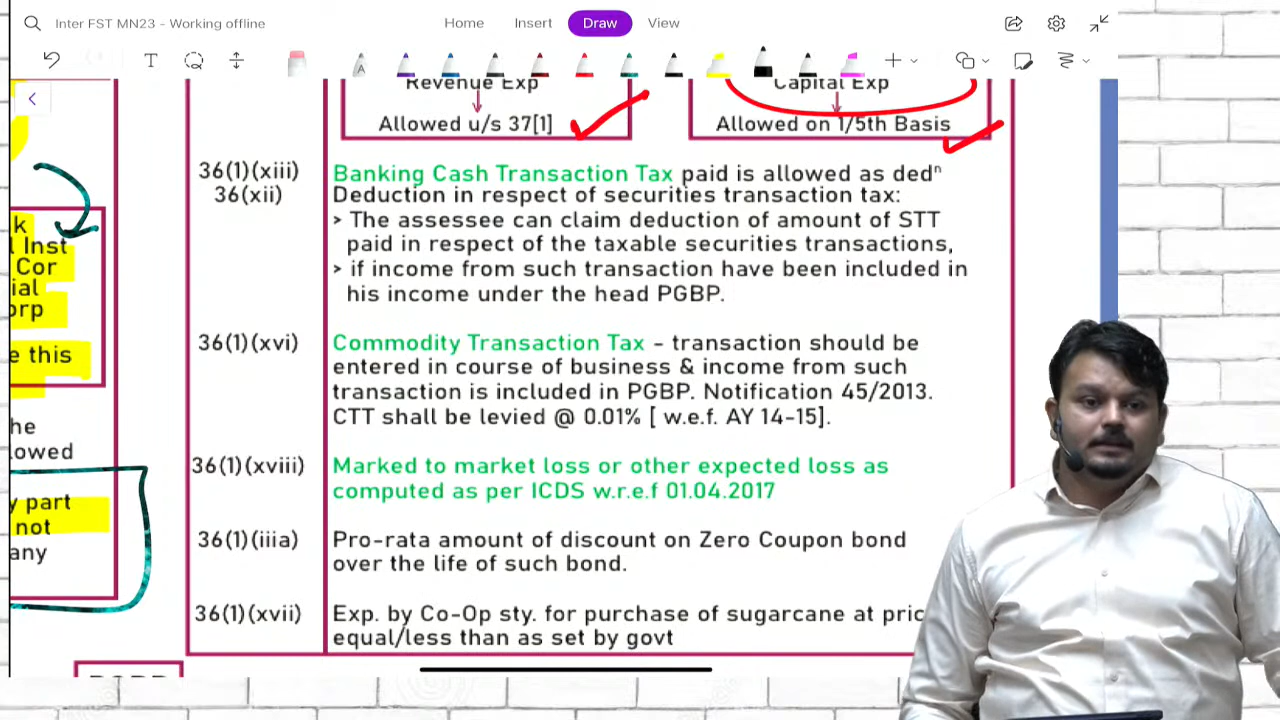 Inter FST MN23 - Working offline
Home Insert Draw View
Revenue Exp
Capital Exp
Allowed u/s 37[1]
Allowed on 1/5th Basis
36(1)(xiii) Banking Cash Transaction Tax paid is allowed as dedⁿ
36(xii) Deduction in respect of securities transaction tax:
> The assessee can claim deduction of amount of STT
paid in respect of the taxable securities transactions,
> if income from such transaction have been included in
his income under the head PGBP.
36(1)(xvi) Commodity Transaction Tax - transaction should be
entered in course of business & income from such
transaction is included in PGBP. Notification 45/2013.
CTT shall be levied @ 0.01% [ w.e.f. AY 14-15].
36(1)(xviii) Marked to market loss or other expected loss as
computed as per ICDS w.r.e.f 01.04.2017
36(1)(iiia) Pro-rata amount of discount on Zero Coupon bond
over the life of such bond.
36(1)(xvii) Exp. by Co-Op sty. for purchase of sugarcane at pric
equal/less than as set by govt
k
l Inst
Cor
ial
orp
e this
he
lowed
y part
not
any